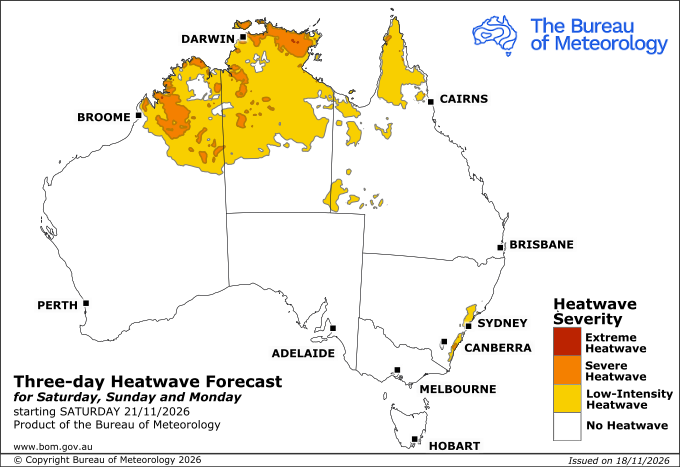 The Bureau
of Meteorology
DARWIN
CAIRNS
BROOME
BRISBANE
PERTH
Heatwave
Severity
SYDNEY
Extreme
Heatwave
ADELAIDE
CANBERRA
Severe
Heatwave
Three-day Heatwave Forecast
MELBOURNE
for Saturday, Sunday and Monday
Low-Intensity
Heatwave
starting SATURDAY 21/11/2026
Product of the Bureau of Meteorology
No Heatwave
www.bom.gov.au
HOBART
© Copyright Bureau of Meteorology 2026
Issued on 18/11/2026